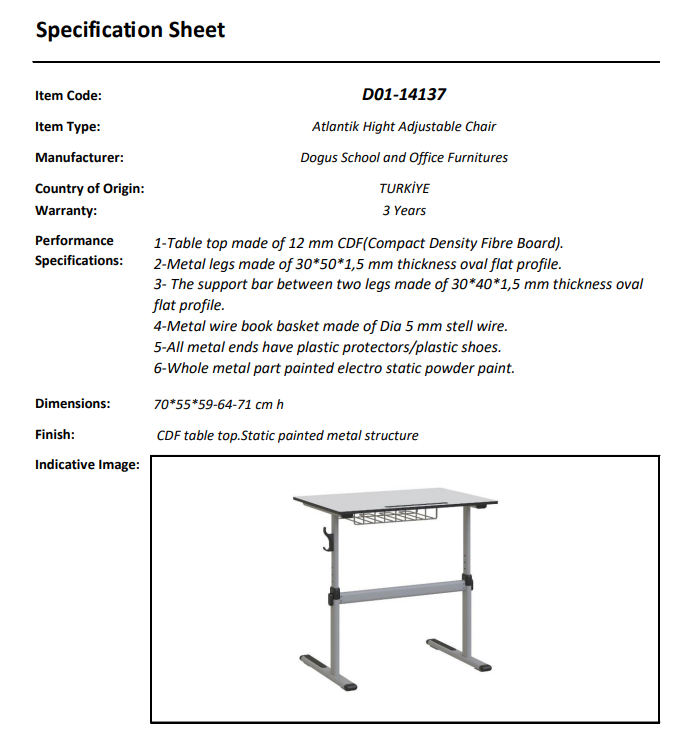 Specification Sheet
Item Code: D01-14137
Item Type: Atlantik Hight Adjustable Chair
Manufacturer: Dogus School and Office Furnitures
Country of Origin: TURKİYE
Warranty: 3 Years
Performance Specifications:
1-Table top made of 12 mm CDF(Compact Density Fibre Board).
2-Metal legs made of 30*50*1,5 mm thickness oval flat profile.
3- The support bar between two legs made of 30*40*1,5 mm thickness oval
flat profile.
4-Metal wire book basket made of Dia 5 mm stell wire.
5-All metal ends have plastic protectors/plastic shoes.
6-Whole metal part painted electro static powder paint.
Dimensions: 70*55*59-64-71 cm h
Finish: CDF table top.Static painted metal structure
Indicative Image: